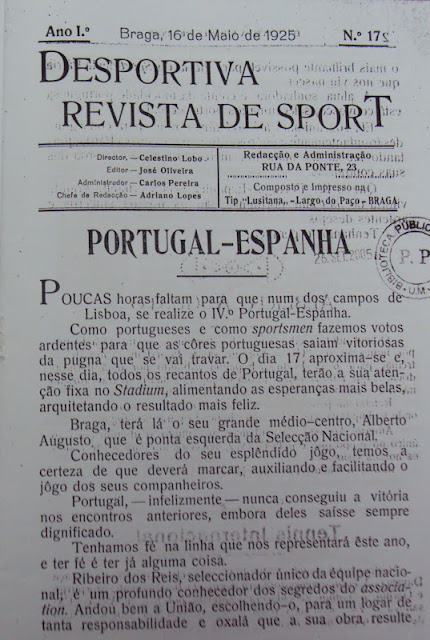 Ano I.º
Braga, 16 de Maio de 1925
N.º 17
DESPORTIVA
REVISTA DE SPORT
Director, — Celestino Lobo
Editor — José Oliveira
Administrador — Carlos Pereira
Chefe da Redacção — Adriano Lopes
Redacção e Administração
RUA DA PONTE, 23
Composto e Impresso na
Tip Lusitana, - Largo do Paço - BRAGA
PORTUGAL-ESPANHA
25.SET.2005
BIBLIOTECA PÚBLIC
P. P
U.M.
POUCAS horas faltam para que num dos campos de
Lisboa, se realize o IV.º Portugal-Espanha.
Como portugueses e como sportsmen fazemos votos
ardentes para que as côres portuguesas saiam vitoriosas
da pugna que se vai travar. O dia 17 aproxima-se e,
nesse dia, todos os recantos de Portugal, terão a sua aten-
ção fixa no Stadium, alimentando as esperanças mais belas,
arquitetando o resultado mais feliz.
Braga, terá lá o seu grande médio-centro, Alberto
Augusto que é ponta esquerda da Selecção Nacional.
Conhecedores do seu esplêndido jôgo, temos a
certeza de que deverá marcar, auxiliando e facilitando o
jôgo dos seus companheiros.
Portugal, — infelizmente — nunca conseguiu a vitória
nos encontros anteriores, embora deles saísse sempre
dignificado.
Tenhamos fé na linha que nos representará êste ano,
e ter fé é ter já alguma coisa.
Ribeiro dos Reis, seleccionador único da équipe nacio-
nal, é um profundo conhecedor dos segredos do associa-
tion. Andou bem a União, escolhendo-o, para um logar de
tanta responsabilidade e oxalá que a sua obra resulte